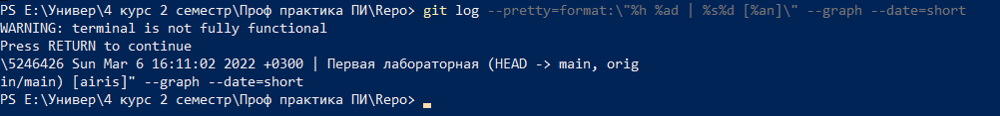 PS E:\Универ\4 курс 2 семестр\Проф практика ПИ\Repo> git log --pretty=format:\"%h %ad | %s%d [%an]\" --graph --date=short
WARNING: terminal is not fully functional
Press RETURN to continue
\5246426 Sun Mar 6 16:11:02 2022 +0300 | Первая лабораторная (HEAD -> main, orig
in/main) [airis]" --graph --date=short
PS E:\Универ\4 курс 2 семестр\Проф практика ПИ\Repo>